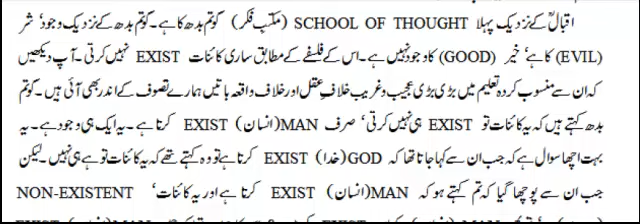 اقبالؒ کے نزدیک پہلا SCHOOL OF THOUGHT (مکتبِ فکر) گوتم بدھ کا ہے۔ گوتم بدھ کے نزدیک وجود‘ شر
(EVIL) کا ہے‘ خیر (GOOD) کا وجود نہیں ہے۔ اس کے فلسفے کے مطابق ساری کائنات EXIST نہیں کرتی۔ آپ دیکھیں
کہ ان سے منسوب کردہ تعلیم میں بڑی بڑی عجیب و غریب خلافِ عقل اور خلافِ واقعہ باتیں ہمارے تصوف کے اندر بھی آئی ہیں۔ گوتم
بدھ کہتے ہیں کہ یہ کائنات تو EXIST ہی نہیں کرتی‘ صرف MAN (انسان) EXIST کرتا ہے۔ یہ ایک ہی وجود ہے۔ یہ
بہت اچھا سوال ہے کہ جب ان سے کہا جاتا تھا کہ GOD (خدا) EXIST کرتا ہے تو وہ کہتے تھے کہ یہ کائنات تو ہے ہی نہیں۔ لیکن
جب ان سے پوچھا گیا کہ تم کہتے ہو کہ MAN (انسان) EXIST کرتا ہے اور یہ کائنات‘ NON-EXISTENT